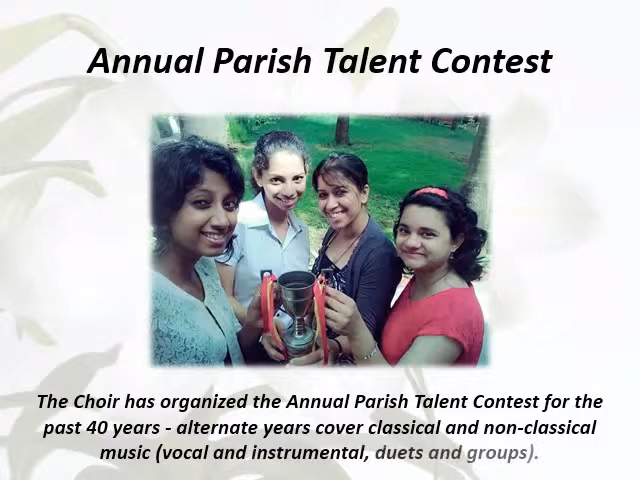 Annual Parish Talent Contest
The Choir has organized the Annual Parish Talent Contest for the
past 40 years - alternate years cover classical and non-classical
music (vocal and instrumental, duets and groups).